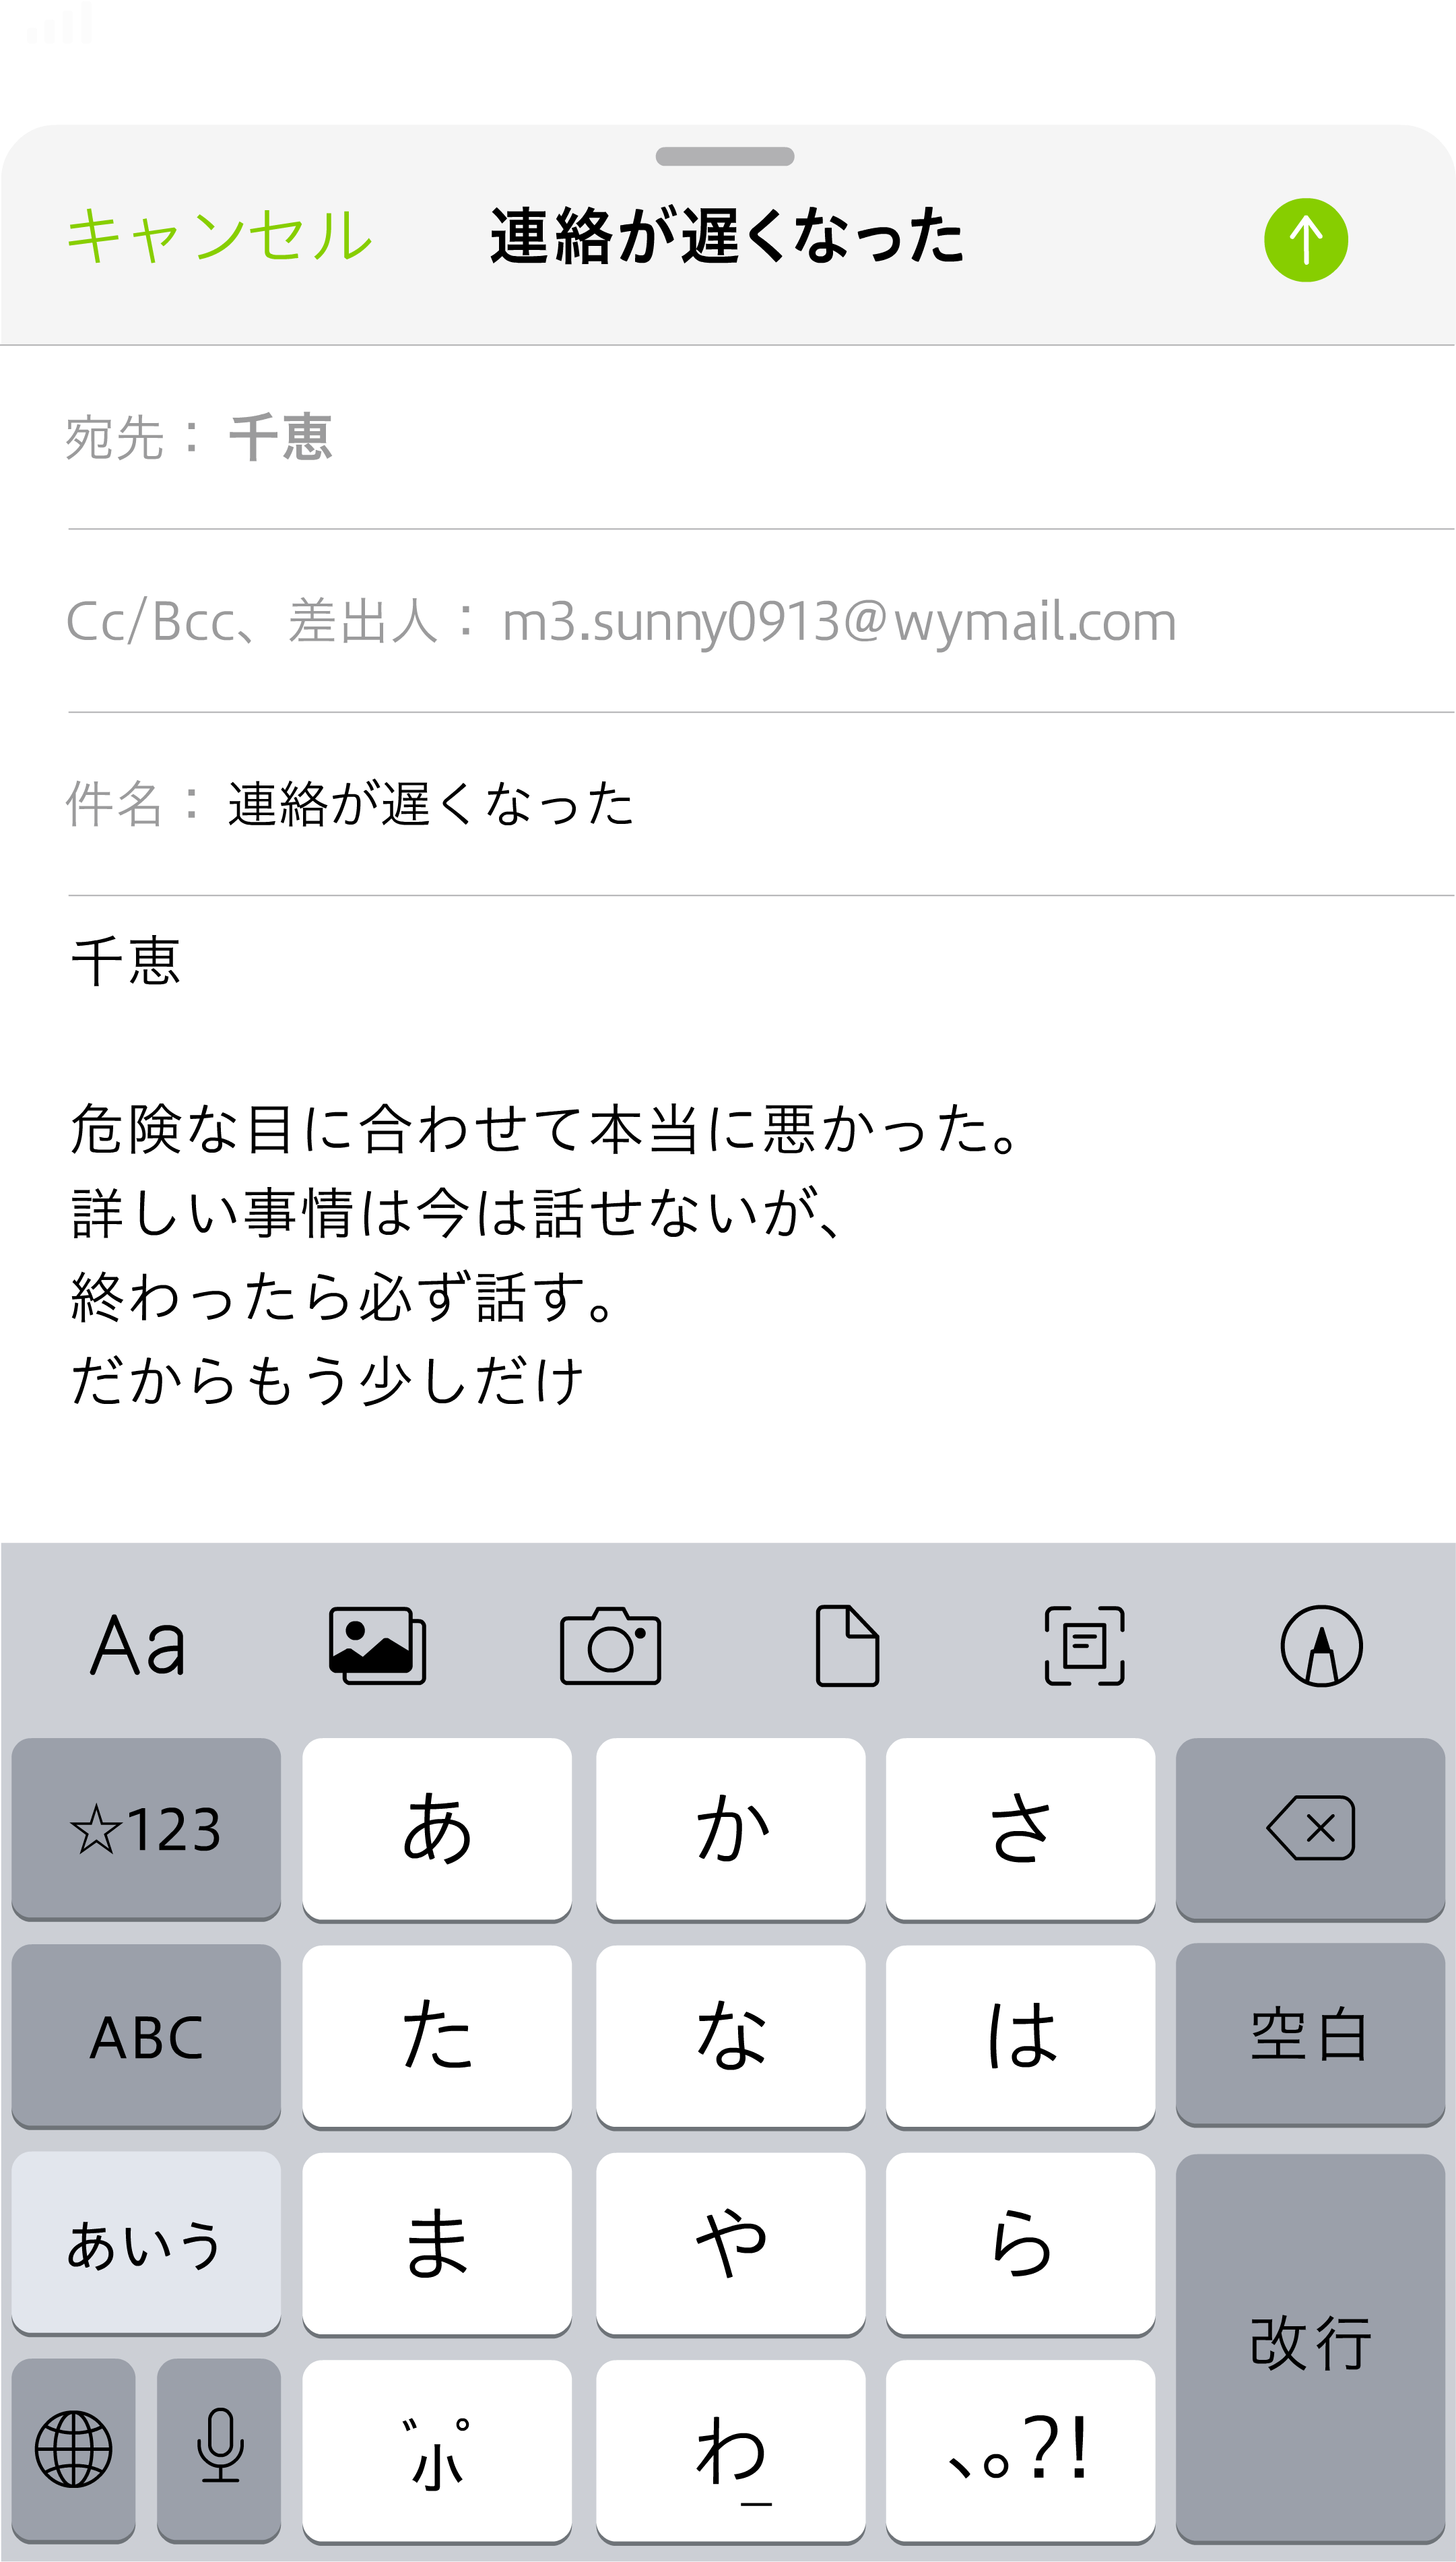 キャンセル 連絡が遅くなった
宛先： 千恵
Cc/Bcc、差出人： m3.sunny0913@wymail.com
件名： 連絡が遅くなった
千恵
危険な目に合わせて本当に悪かった。
詳しい事情は今は話せないが、
終わったら必ず話す。
だからもう少しだけ
Aa
☆123 あ か さ
ABC た な は 空白
あいう ま や ら
改行
゛゜小 わ_ 、。?!